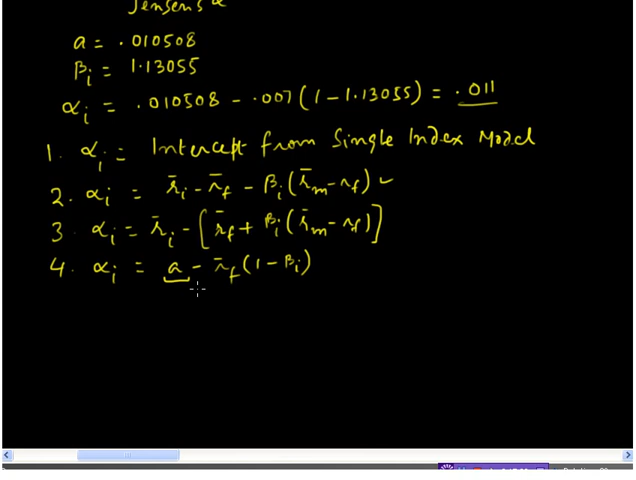 Jensens α
a = .010508
βi = 1.13055
αi = .010508 - .007 (1 - 1.13055) = .011
1. αi = Intercept from Single Index Model
2. αi = r̄i - r̄f - βi (r̄m - rf)
3. αi = r̄i - [r̄f + βi (r̄m - rf)]
4. αi = a - r̄f (1 - βi)